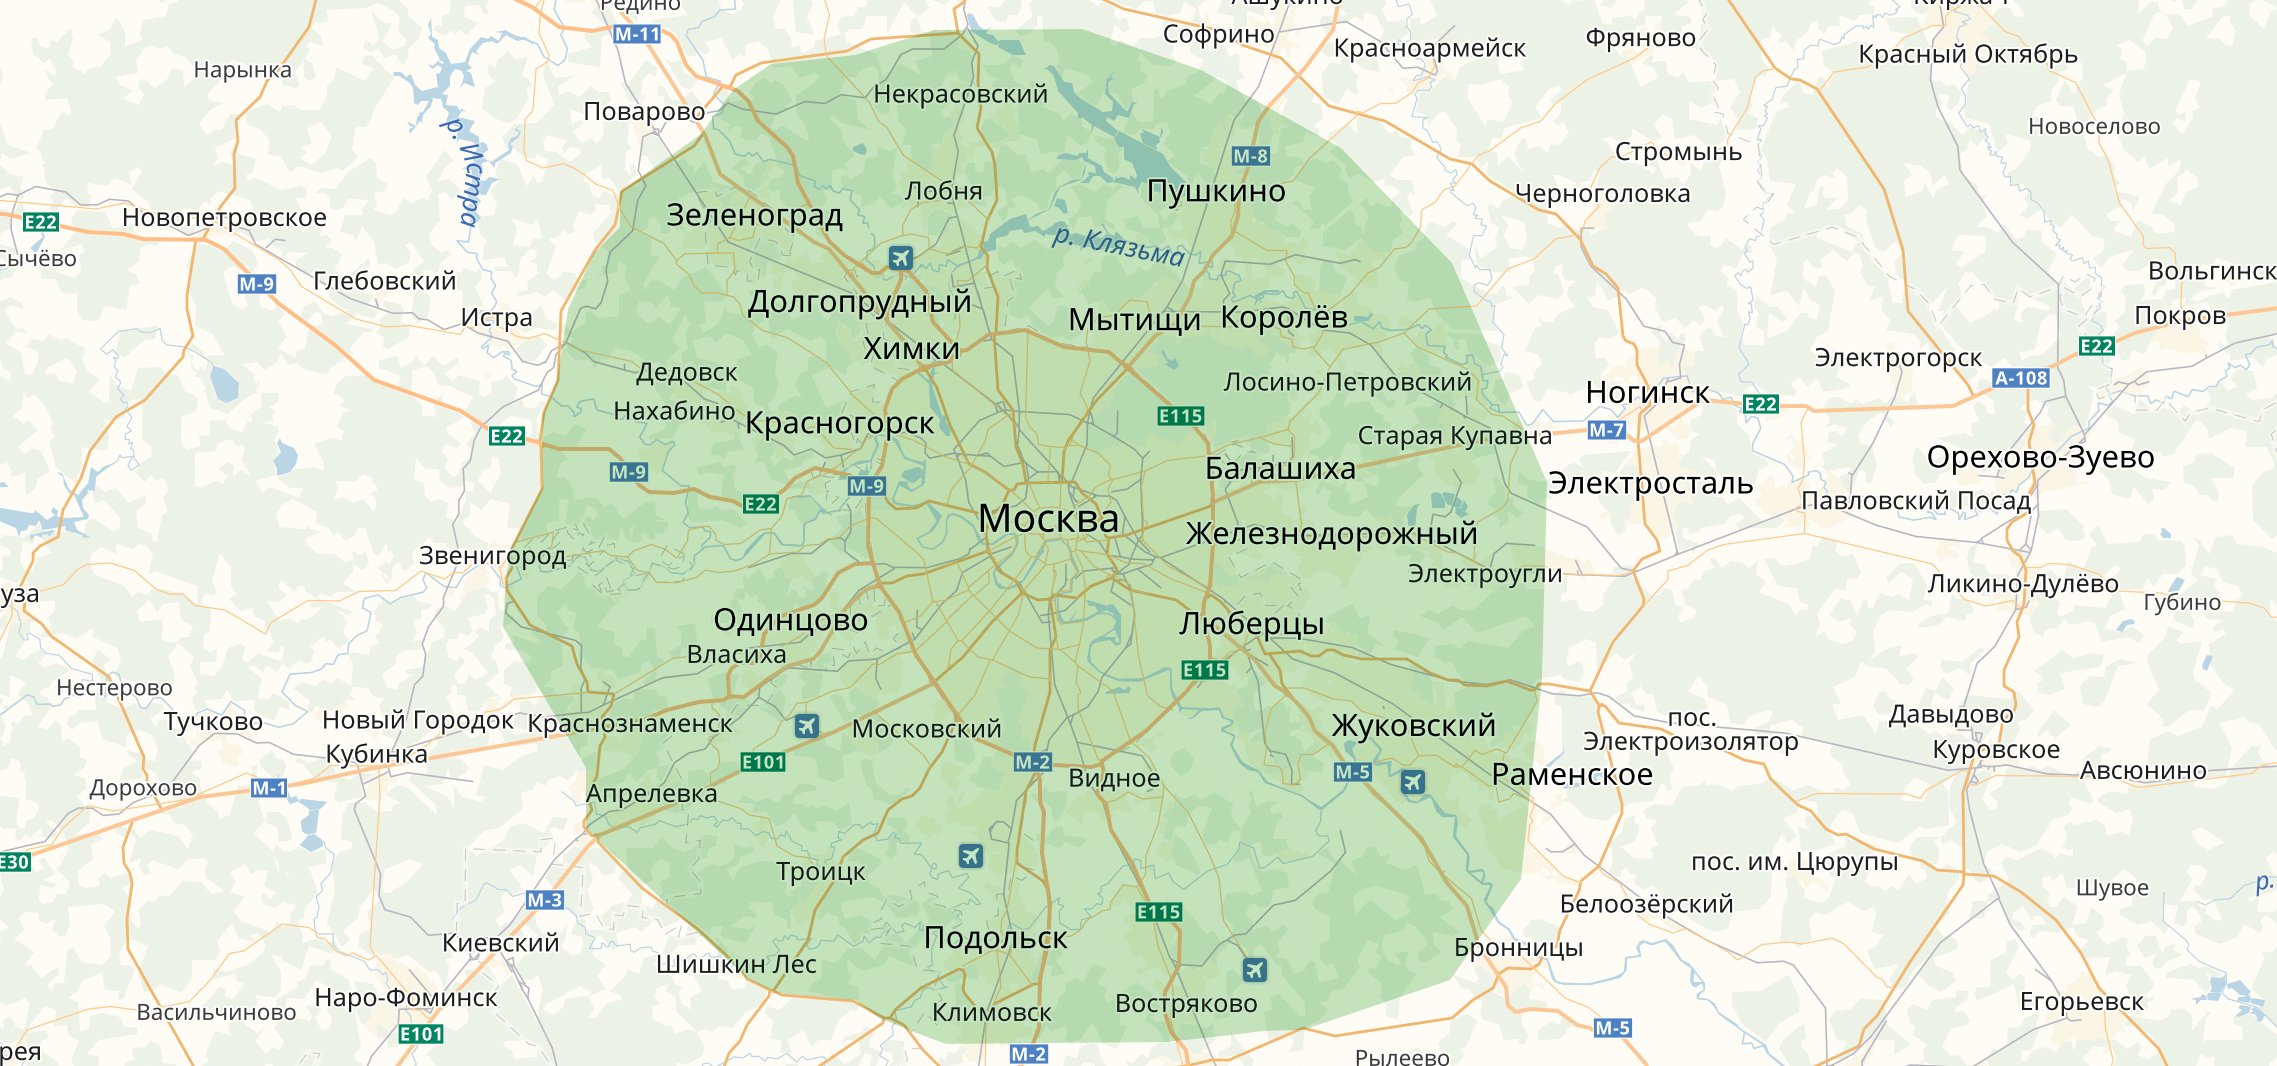 Редино
Ашукино
М-11
Софрино
Красноармейск
Фряново
Красный Октябрь
Нарынка
Некрасовский
Поварово
р. Истра
М-8
Новоселово
Стромынь
Лобня
Пушкино
Черноголовка
E22
Новопетровское
Зеленоград
р. Клязьма
Сычёво
М-9
Глебовский
Вольгинск
Долгопрудный
Истра
Мытищи
Королёв
Покров
Химки
E22
Электрогорск
Дедовск
Лосино-Петровский
А-108
Ногинск
E22
Нахабино
Красногорск
E115
Старая Купавна
М-7
E22
М-9
М-9
Балашиха
Орехово-Зуево
Электросталь
E22
Павловский Посад
Москва
Железнодорожный
Звенигород
Электроугли
Ликино-Дулёво
уза
Губино
Одинцово
Люберцы
Власиха
E115
Нестерово
Тучково
Новый Городок
Краснознаменск
Московский
Жуковский
пос.
Электроизолятор
Давыдово
Кубинка
E101
М-2
Видное
М-5
Раменское
Куровское
Авсюнино
М-1
Дорохово
Апрелевка
E30
Троицк
пос. им. Цюрупы
Шувое
р.
М-3
E115
Белоозёрский
Киевский
Подольск
Бронницы
Шишкин Лес
Наро-Фоминск
Васильчиново
Климовск
Востряково
Егорьевск
E101
М-5
рея
М-2
Рылеево